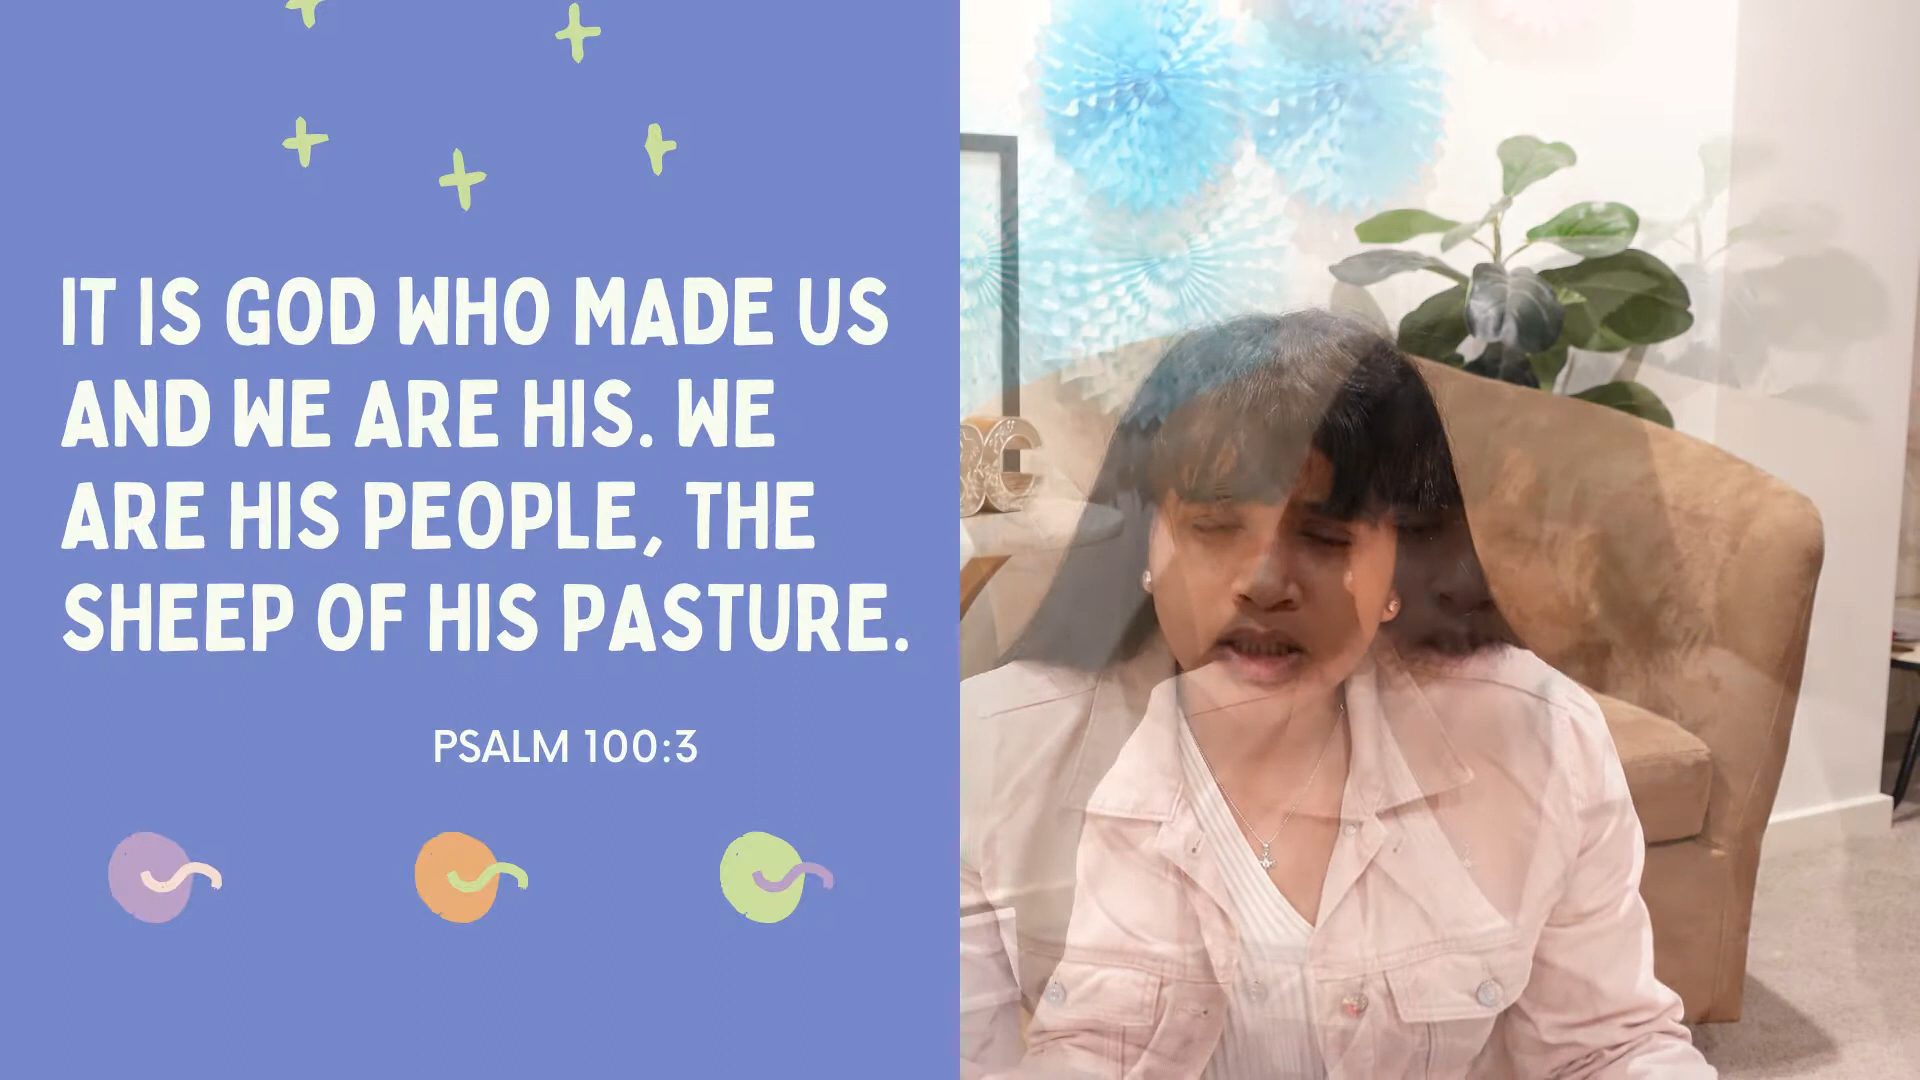 IT IS GOD WHO MADE US
AND WE ARE HIS. WE
ARE HIS PEOPLE, THE
SHEEP OF HIS PASTURE.
PSALM 100:3